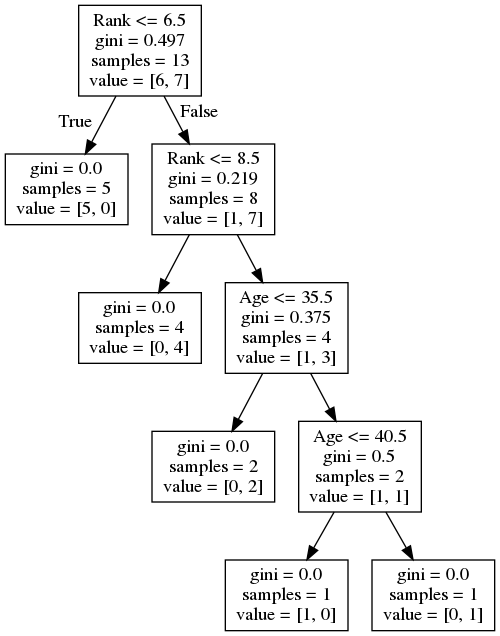 Rank <= 6.5
gini = 0.497
samples = 13
value = [6, 7]
True
False
gini = 0.0
samples = 5
value = [5, 0]
Rank <= 8.5
gini = 0.219
samples = 8
value = [1, 7]
gini = 0.0
samples = 4
value = [0, 4]
Age <= 35.5
gini = 0.375
samples = 4
value = [1, 3]
gini = 0.0
samples = 2
value = [0, 2]
Age <= 40.5
gini = 0.5
samples = 2
value = [1, 1]
gini = 0.0
samples = 1
value = [1, 0]
gini = 0.0
samples = 1
value = [0, 1]